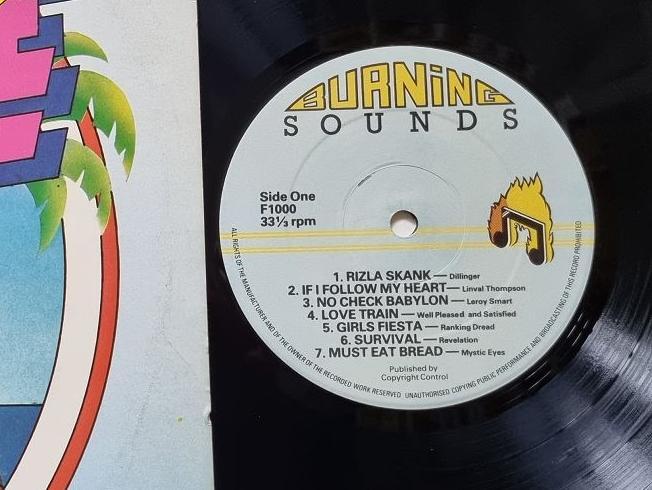 BURNiNG
SOUNDS
Side One
F1000
33⅓ rpm
1. RIZLA SKANK — Dillinger
2. IF I FOLLOW MY HEART — Linval Thompson
3. NO CHECK BABYLON — Leroy Smart
4. LOVE TRAIN — Well Pleased and Satisfied
5. GIRLS FIESTA — Ranking Dread
6. SURVIVAL — Revelation
7. MUST EAT BREAD — Mystic Eyes
Published by
Copyright Control
ALL RIGHTS OF THE MANUFACTURER AND OF THE OWNER OF THE RECORDED WORK RESERVED UNAUTHORISED COPYING PUBLIC PERFORMANCE AND BROADCASTING OF THIS RECORD PROHIBITED